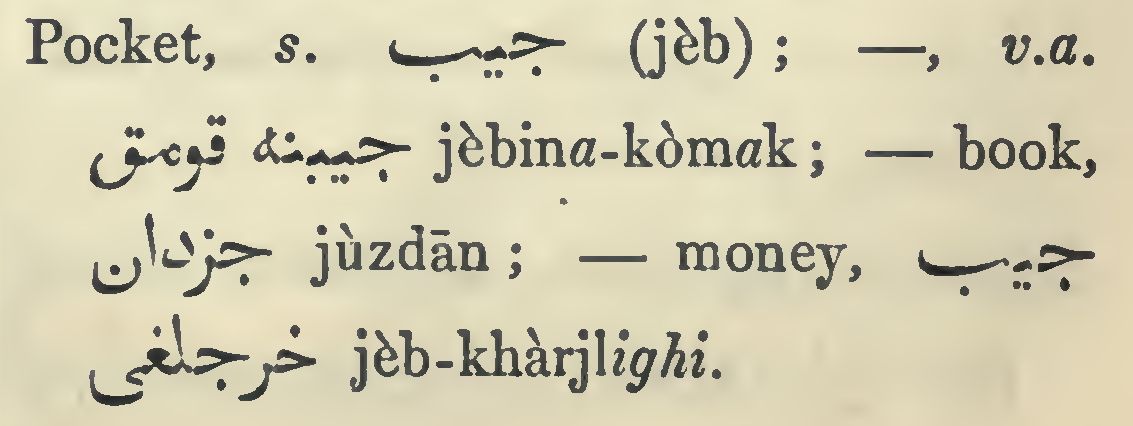 Pocket, s. جيب (jèb) ; —, v.a.
جيبنه قومق jèbina-kòmak ; — book,
جزدان jùzdān ; — money, جيب
خرجلغى jèb-khàrjlighi.